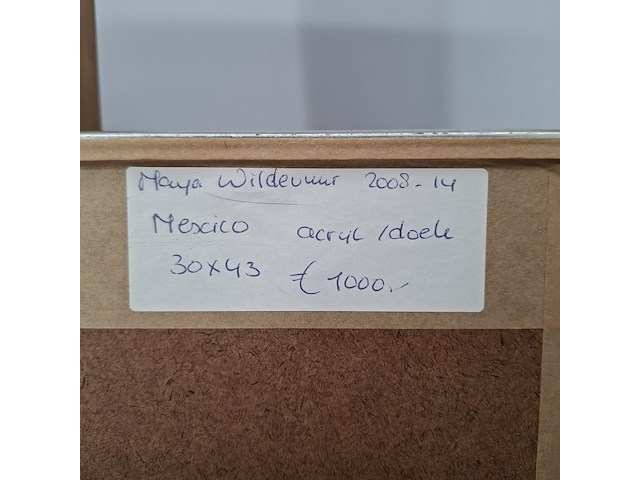 Maya Wildevuur 2008-14
Mexico acryl/doek
30x43 € 1000,-